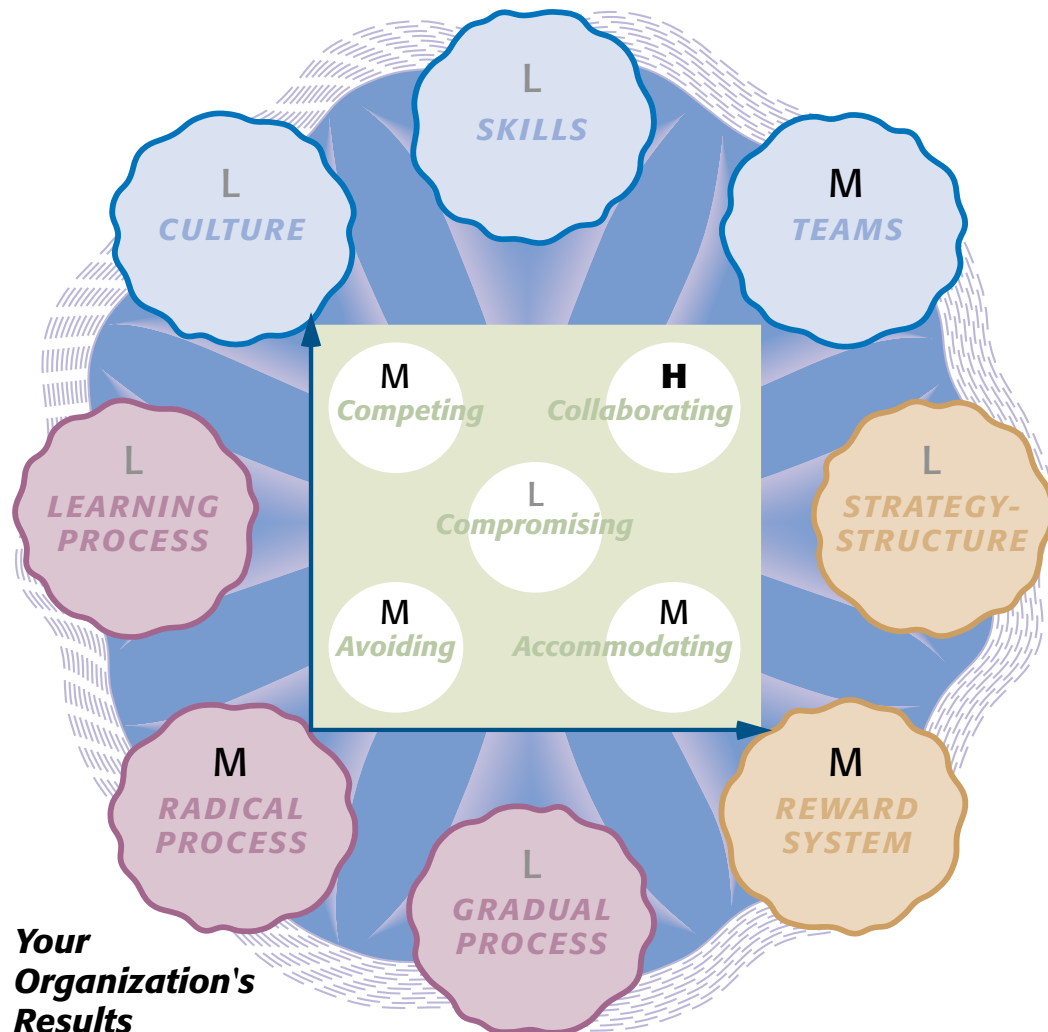 L
SKILLS
L
CULTURE
M
TEAMS
M
Competing
H
Collaborating
L
LEARNING
PROCESS
L
Compromising
L
STRATEGY-
STRUCTURE
M
Avoiding
M
Accommodating
M
RADICAL
PROCESS
M
REWARD
SYSTEM
L
GRADUAL
PROCESS
Your
Organization's
Results